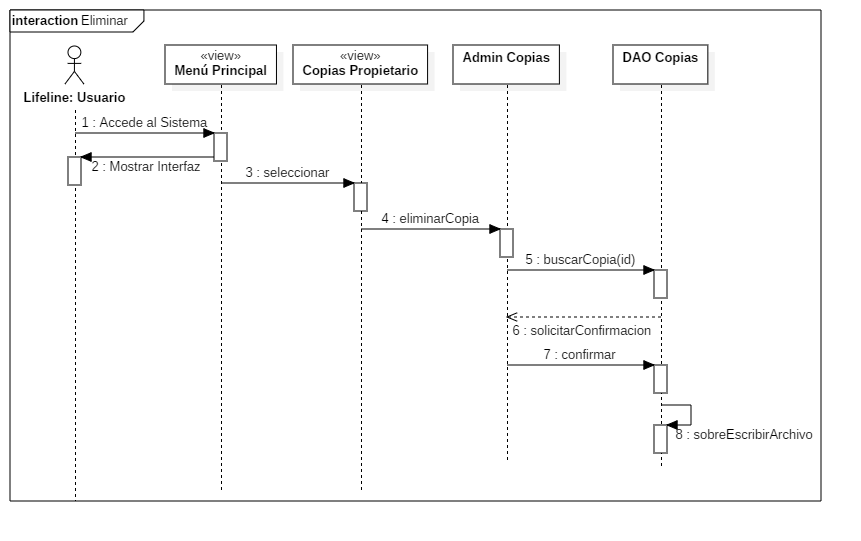 interaction Eliminar
«view»
Menú Principal
«view»
Copias Propietario
Admin Copias
DAO Copias
Lifeline: Usuario
1 : Accede al Sistema
2 : Mostrar Interfaz
3 : seleccionar
4 : eliminarCopia
5 : buscarCopia(id)
6 : solicitarConfirmacion
7 : confirmar
8 : sobreEscribirArchivo